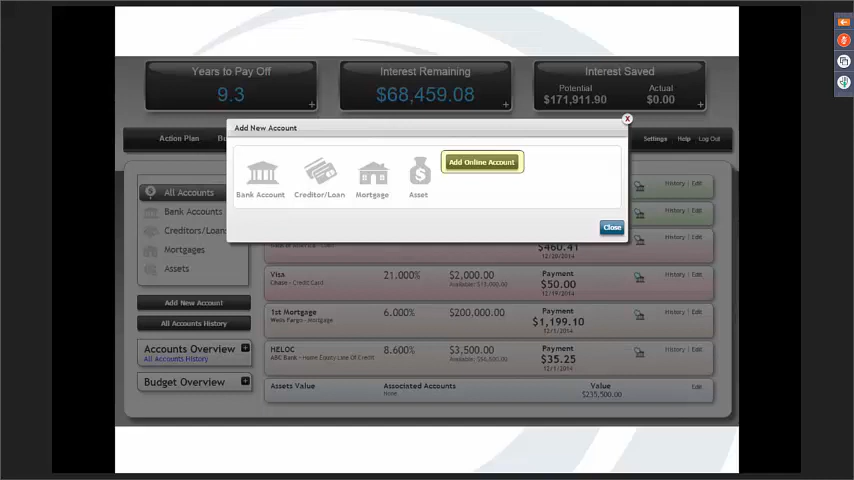 Years to Pay Off
9.3
+
Interest Remaining
$68,459.08
+
Interest Saved
Potential Actual
$171,911.90 $0.00
+
Action Plan
Settings Help Log Out
Add New Account
X
Bank Account Creditor/Loan Mortgage Asset
Add Online Account
Close
All Accounts
Bank Accounts
Creditors/Loans
Mortgages
Assets
Add New Account
All Accounts History
Accounts Overview +
All Accounts History
Budget Overview +
History Edit
History Edit
$460.41
12/20/2014
History Edit
Visa 21.000% $2,000.00 Payment History Edit
Chase - Credit Card $50.00
12/19/2014
1st Mortgage 6.000% $200,000.00 Payment History Edit
Wells Fargo - Mortgage $1,199.10
12/1/2014
HELOC 8.600% $3,500.00 Payment History Edit
ABC Bank - Home Equity Line Of Credit $35.25
12/1/2014
Assets Value Associated Accounts Value Edit
None $235,500.00